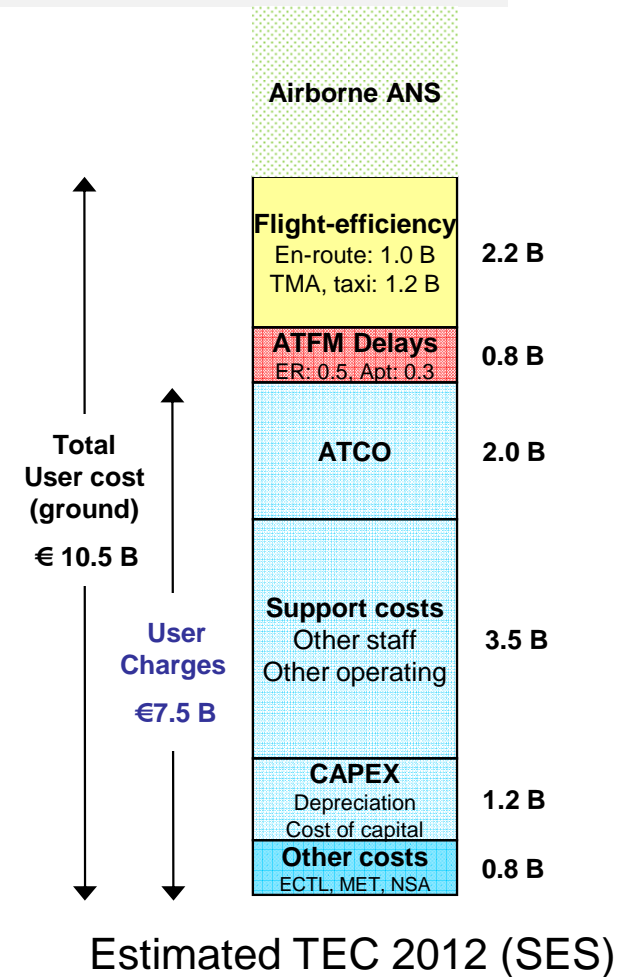 Airborne ANS
Flight-efficiency
En-route: 1.0 B
TMA, taxi: 1.2 B
2.2 B
ATFM Delays
ER: 0.5, Apt: 0.3
0.8 B
Total
User cost
(ground)
€ 10.5 B
ATCO
2.0 B
User
Charges
€7.5 B
Support costs
Other staff
Other operating
3.5 B
CAPEX
Depreciation
Cost of capital
1.2 B
Other costs
ECTL, MET, NSA
0.8 B
Estimated TEC 2012 (SES)